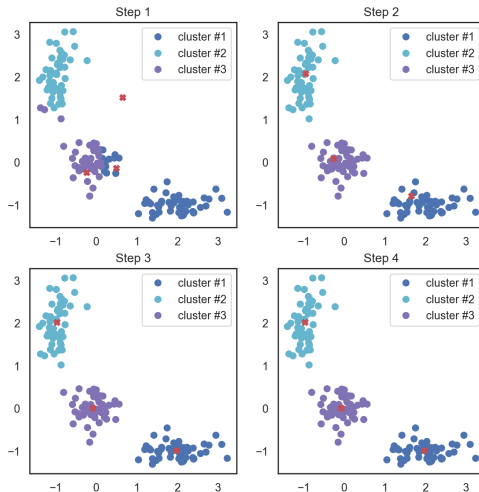 Step 1
cluster #1
cluster #2
cluster #3
3
2
1
0
−1
−1 0 1 2 3
Step 2
cluster #1
cluster #2
cluster #3
3
2
1
0
−1
−1 0 1 2 3
Step 3
cluster #1
cluster #2
cluster #3
3
2
1
0
−1
−1 0 1 2 3
Step 4
cluster #1
cluster #2
cluster #3
3
2
1
0
−1
−1 0 1 2 3